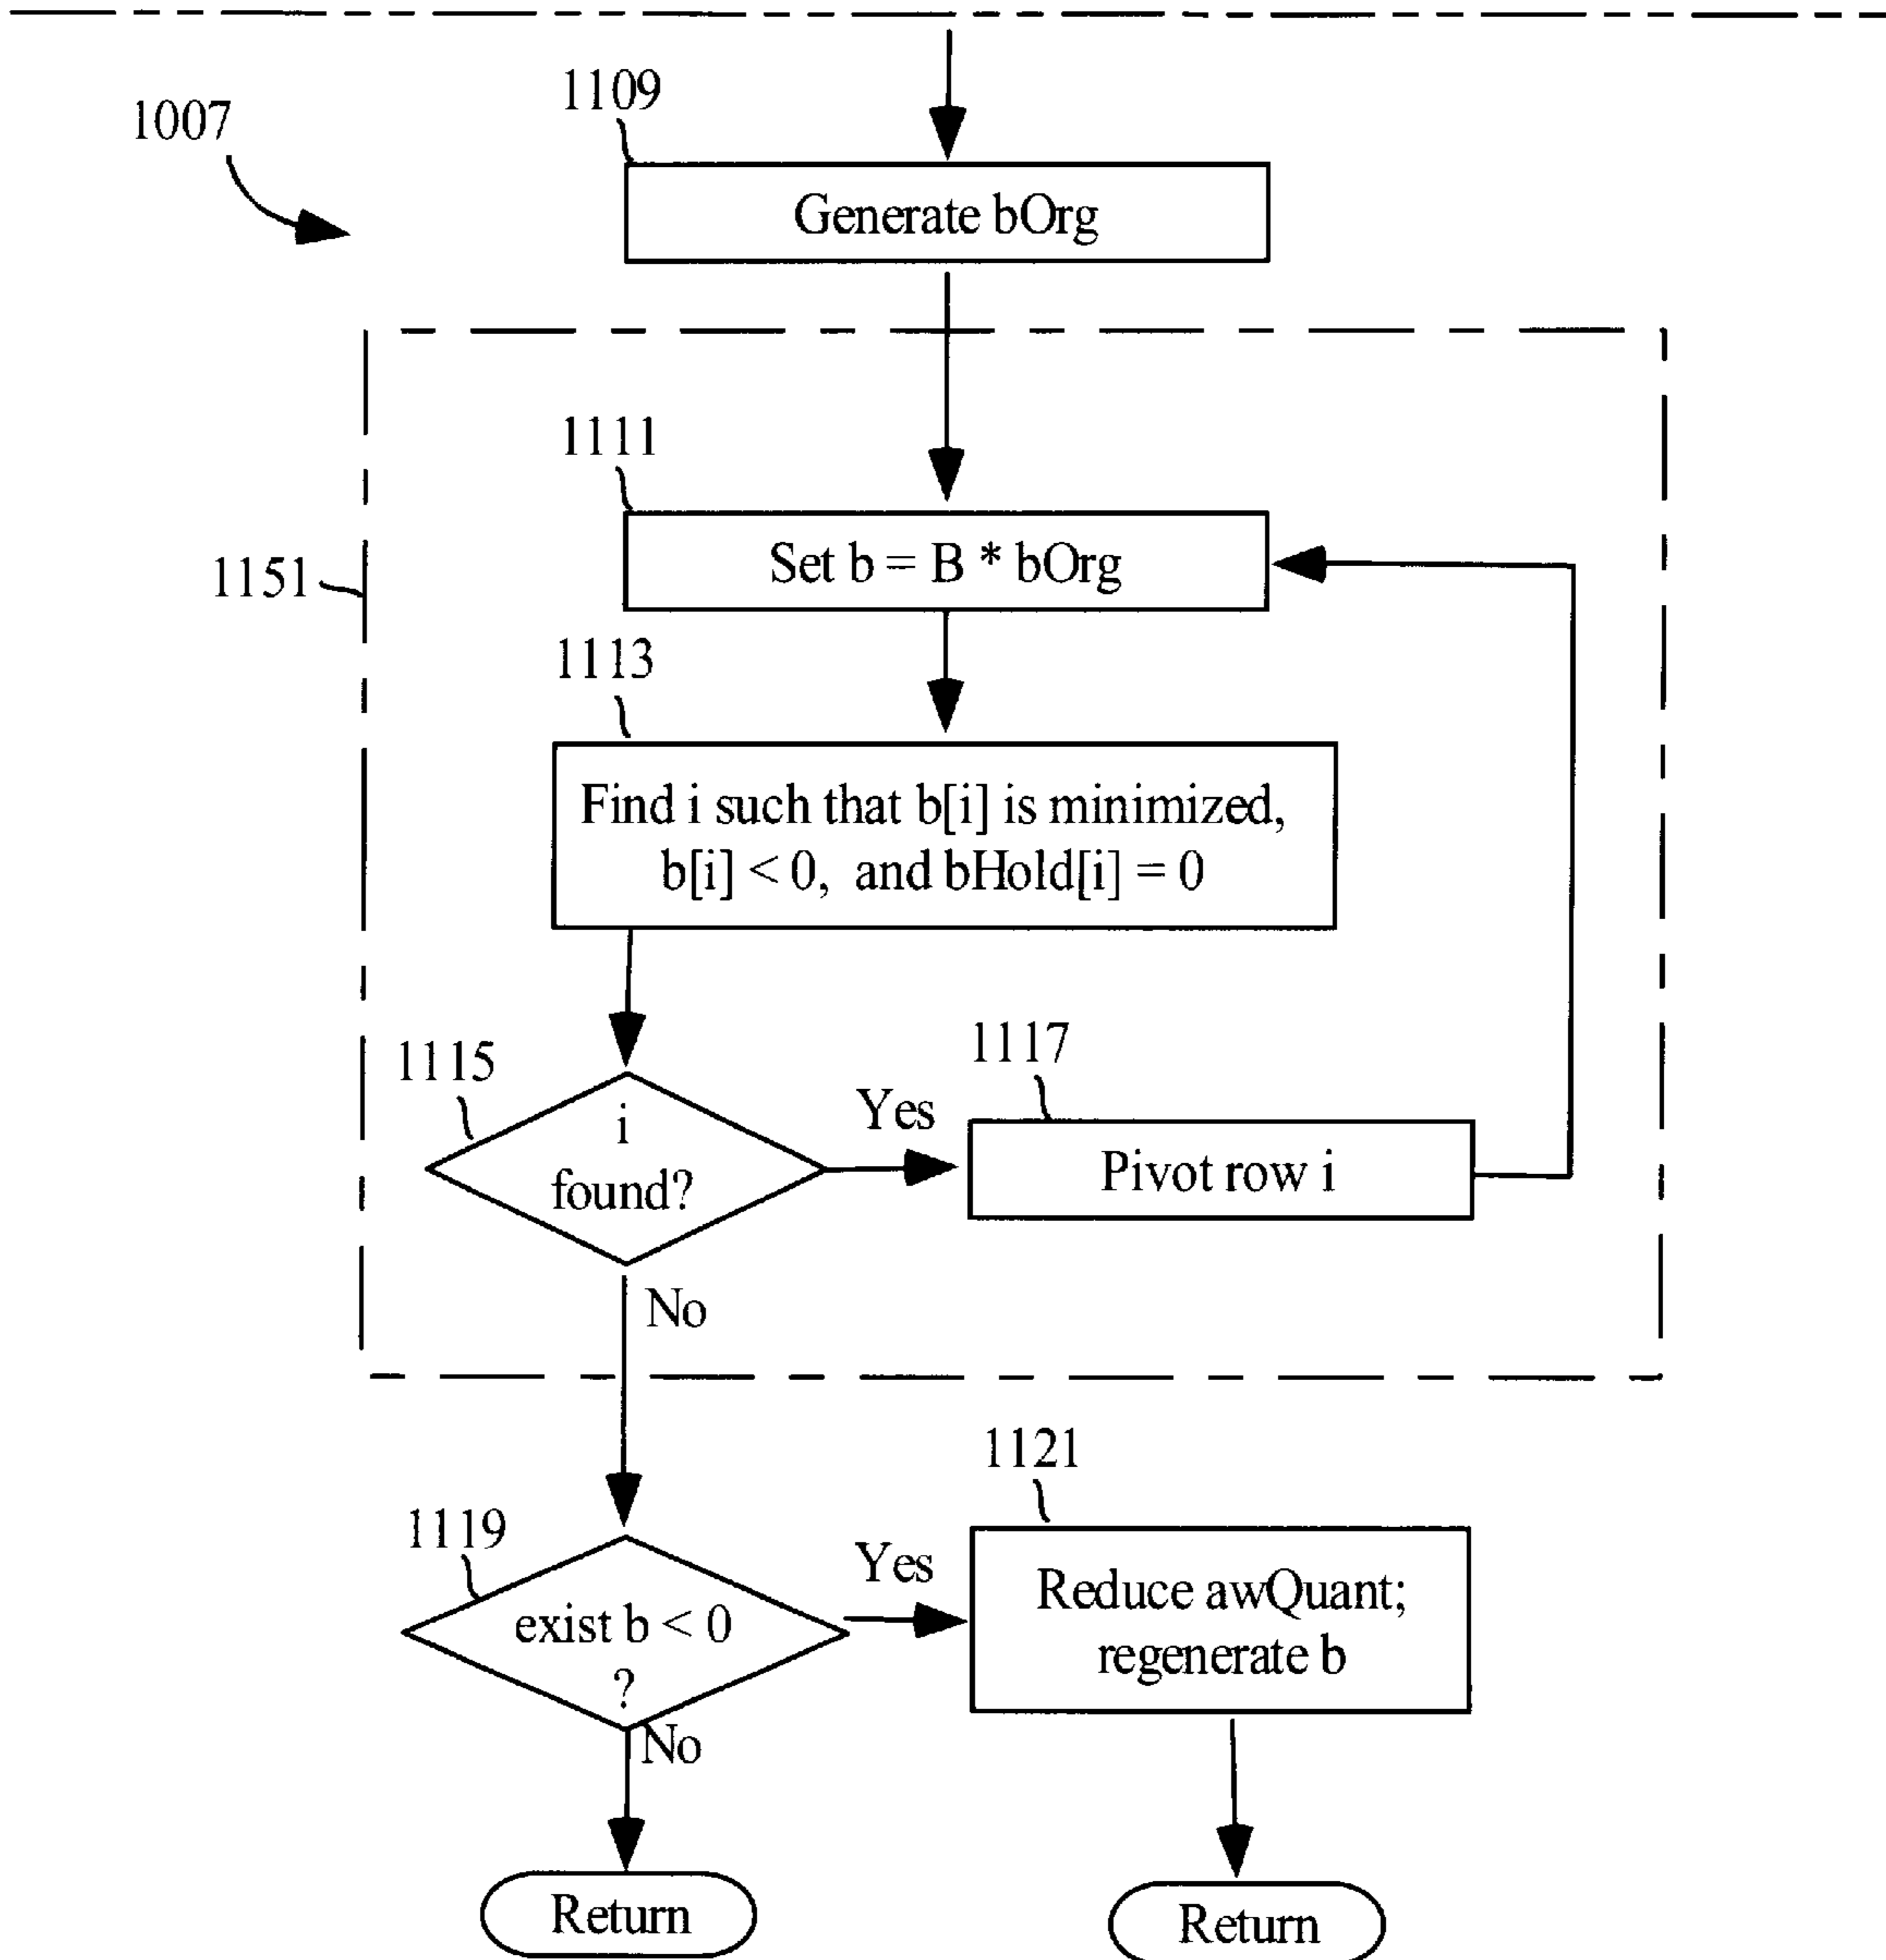 1109
1007
Generate bOrg
1111
Set b = B * bOrg
1151
1113
Find i such that b[i] is minimized,
b[i] < 0, and bHold[i] = 0
1115
i
found?
Yes
1117
Pivot row i
No
1119
exist b < 0
?
Yes
1121
Reduce awQuant;
regenerate b
No
Return
Return